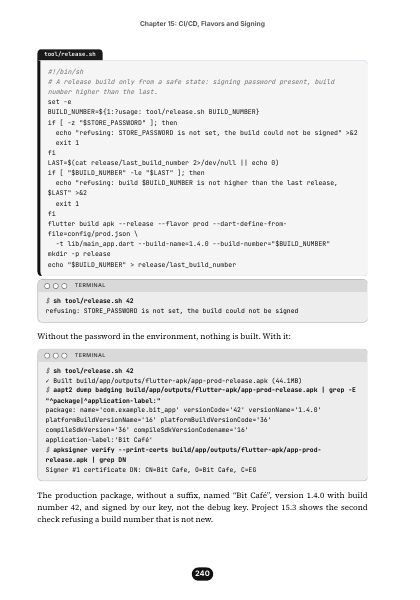 Chapter 15: CI/CD, Flavors and Signing
tool/release.sh
#!/bin/sh
# A release build only from a safe state: signing password present, build
number higher than the last.
set -e
BUILD_NUMBER=${1:?usage: tool/release.sh BUILD_NUMBER}
if [ -z "$STORE_PASSWORD" ]; then
  echo "refusing: STORE_PASSWORD is not set, the build could not be signed" >&2
  exit 1
fi
LAST=$(cat release/last_build_number 2>/dev/null || echo 0)
if [ "$BUILD_NUMBER" -le "$LAST" ]; then
  echo "refusing: build $BUILD_NUMBER is not higher than the last release,
$LAST" >&2
  exit 1
fi
flutter build apk --release --flavor prod --dart-define-from-
file=config/prod.json \
  -t lib/main_app.dart --build-name=1.4.0 --build-number="$BUILD_NUMBER"
mkdir -p release
echo "$BUILD_NUMBER" > release/last_build_number
TERMINAL
$ sh tool/release.sh 42
refusing: STORE_PASSWORD is not set, the build could not be signed
Without the password in the environment, nothing is built. With it:
TERMINAL
$ sh tool/release.sh 42
✓ Built build/app/outputs/flutter-apk/app-prod-release.apk (44.1MB)
$ aapt2 dump badging build/app/outputs/flutter-apk/app-prod-release.apk | grep -E
"^package|^application-label:"
package: name='com.example.bit_app' versionCode='42' versionName='1.4.0'
platformBuildVersionName='16' platformBuildVersionCode='36'
compileSdkVersion='36' compileSdkVersionCodename='16'
application-label:'Bit Café'
$ apksigner verify --print-certs build/app/outputs/flutter-apk/app-prod-
release.apk | grep DN
Signer #1 certificate DN: CN=Bit Cafe, O=Bit Cafe, C=EG
The production package, without a suffix, named “Bit Café”, version 1.4.0 with build
number 42, and signed by our key, not the debug key. Project 15.3 shows the second
check refusing a build number that is not new.
240